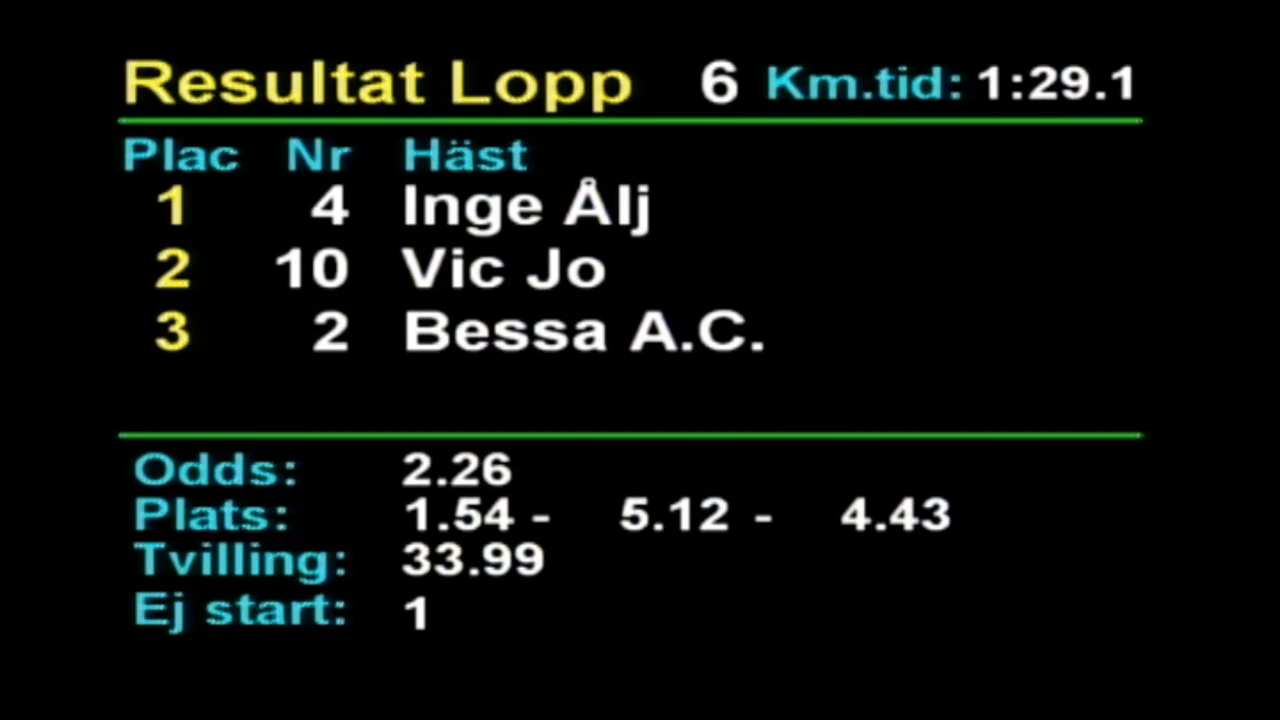 Resultat Lopp 6 Km.tid: 1:29.1
Plac Nr Häst
1 4 Inge Ålj
2 10 Vic Jo
3 2 Bessa A.C.
Odds: 2.26
Plats: 1.54 - 5.12 - 4.43
Tvilling: 33.99
Ej start: 1